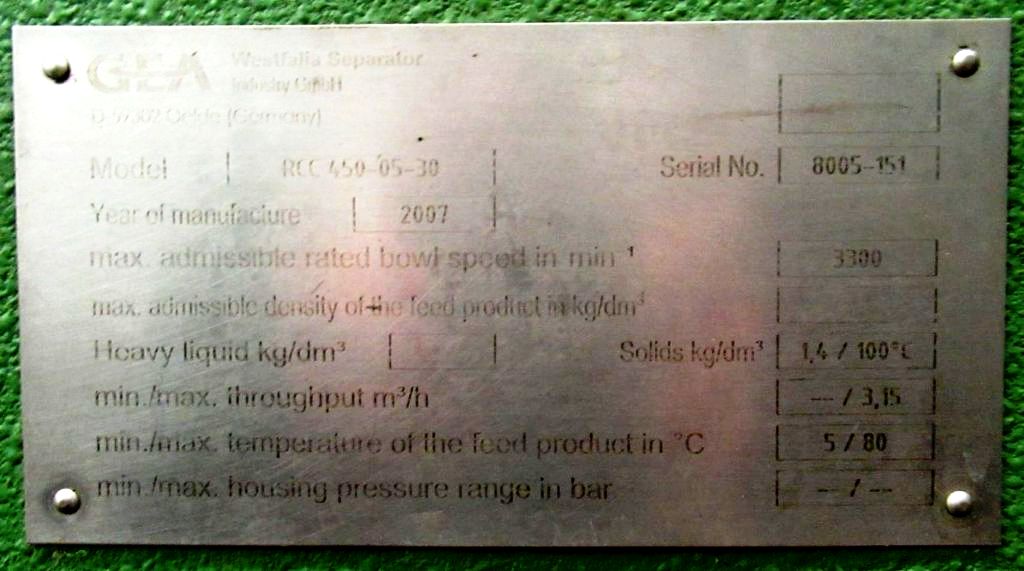 GEA Westfalia Separator
Industry GmbH
D-59302 Oelde (Germany)
Model RCC 450-05-30 Serial No. 8005-151
Year of manufacture 2007
max. admissible rated bowl speed in min⁻¹ 3300
max. admissible density of the feed product in kg/dm³
Heavy liquid kg/dm³ Solids kg/dm³ 1,4 / 100°C
min./max. throughput m³/h -- / 3,15
min./max. temperature of the feed product in °C 5 / 80
min./max. housing pressure range in bar -- / --